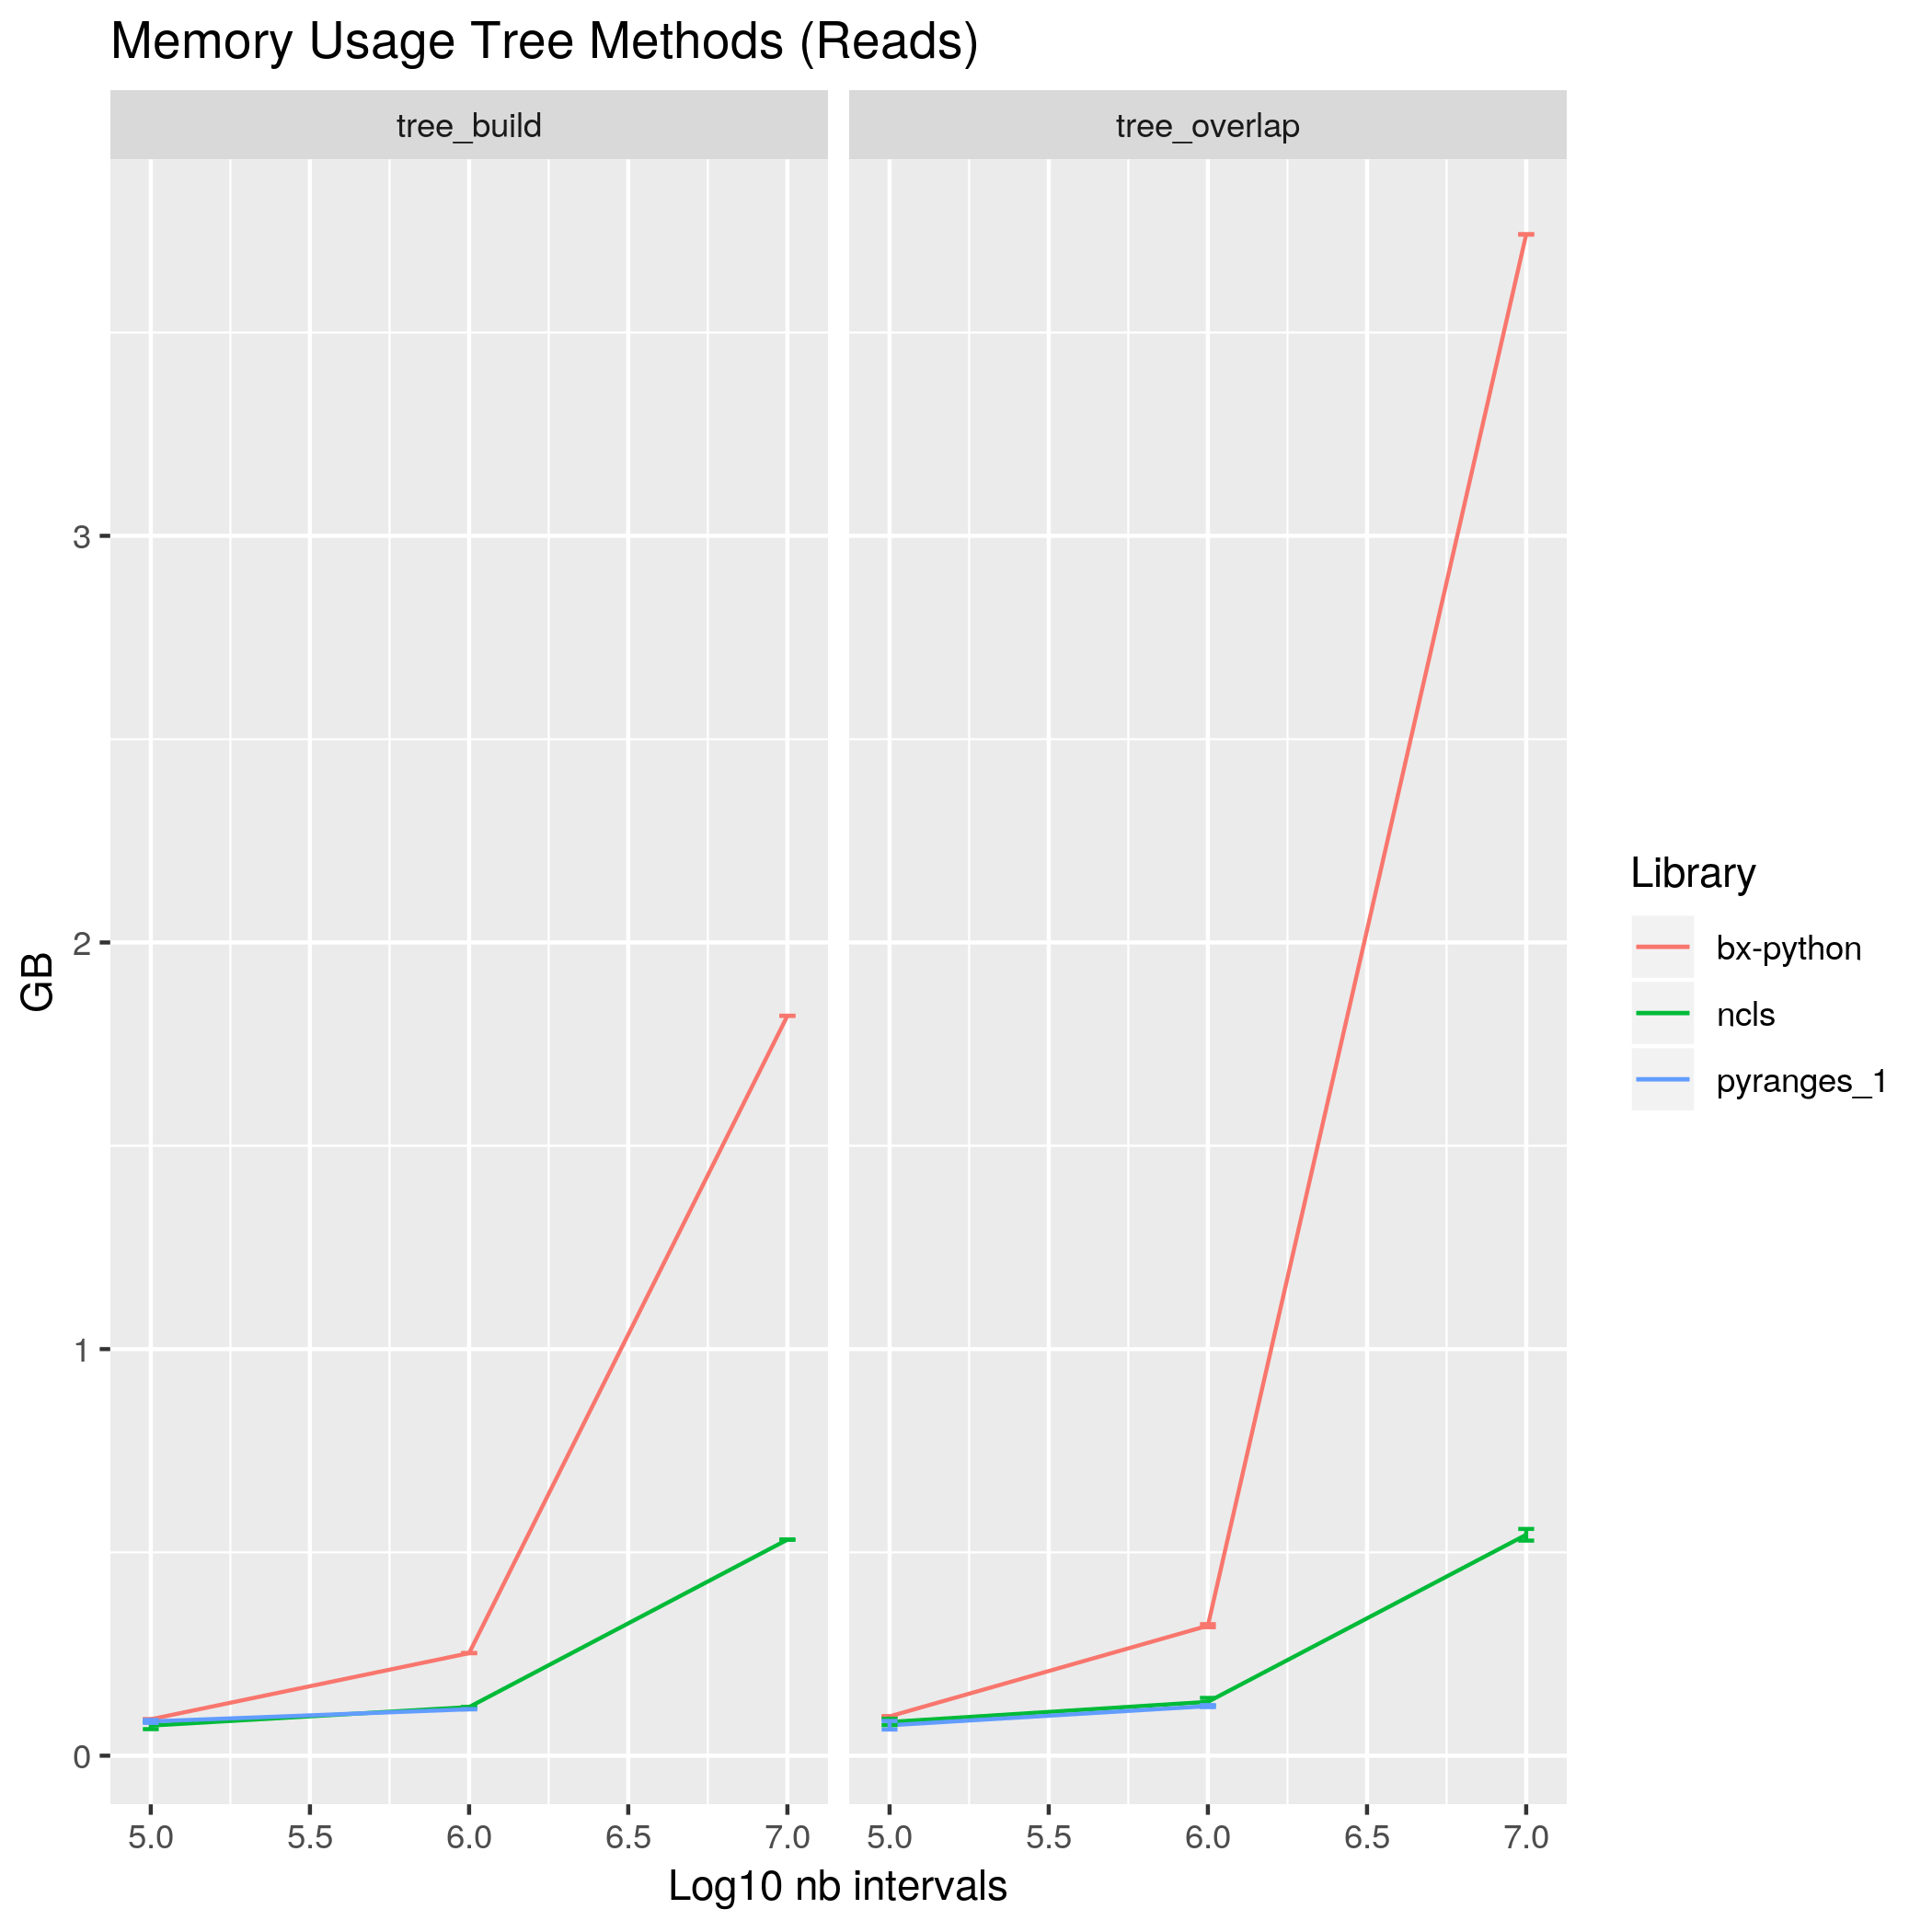 Memory Usage Tree Methods (Reads)
tree_build
tree_overlap
3
2
1
0
GB
5.0 5.5 6.0 6.5 7.0
5.0 5.5 6.0 6.5 7.0
Log10 nb intervals
Library
bx-python
ncls
pyranges_1